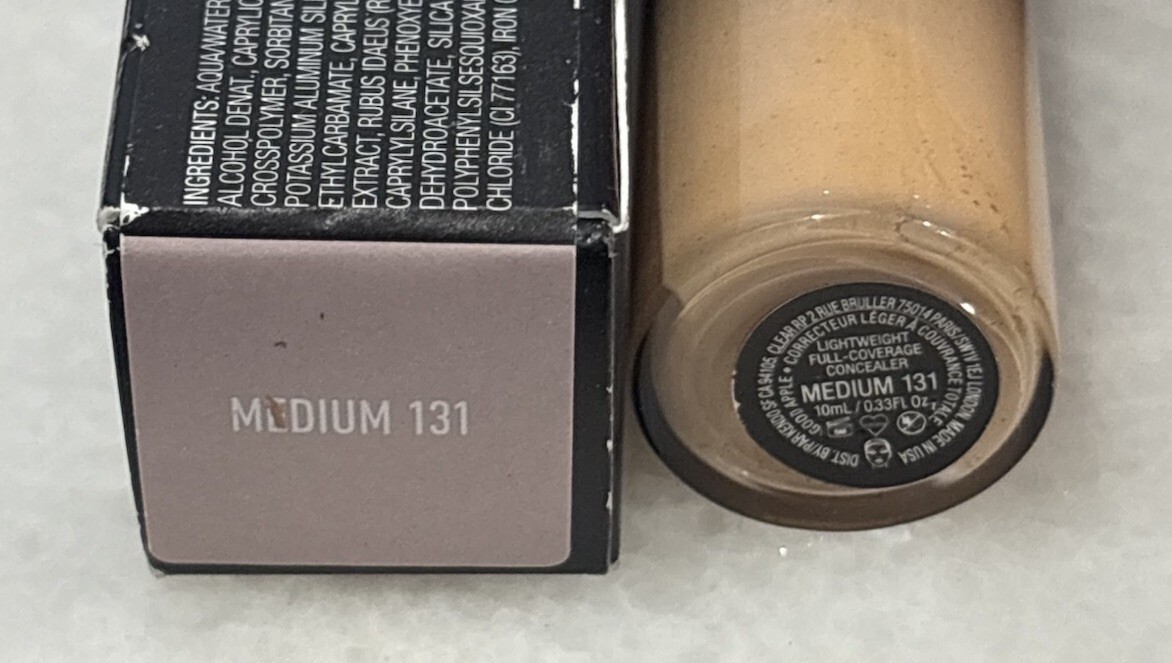 INGREDIENTS: AQUA/WATER
ALCOHOL DENAT., CAPRYLIC
CROSSPOLYMER, SORBITAN
POTASSIUM ALUMINUM SIL
ETHYLCARBAMATE, CAPRYL
EXTRACT, RUBUS IDAEUS (R
CAPRYLYLSILANE, PHENOXYE
DEHYDROACETATE, SILICA
POLYPHENYLSILSESQUIOXAN
CHLORIDE (CI 77163), IRON O
MEDIUM 131
DIST. BY/PAR KENDO SF CA 94105. CLEAR RP 2 RUE BRULLER 75014 PARIS/SW1V 1EJ LONDON MADE IN USA
GOOD APPLE • CORRECTEUR LÉGER À COUVRANCE TOTALE
LIGHTWEIGHT
FULL-COVERAGE
CONCEALER
MEDIUM 131
10mL / 0.33Fl Oz.